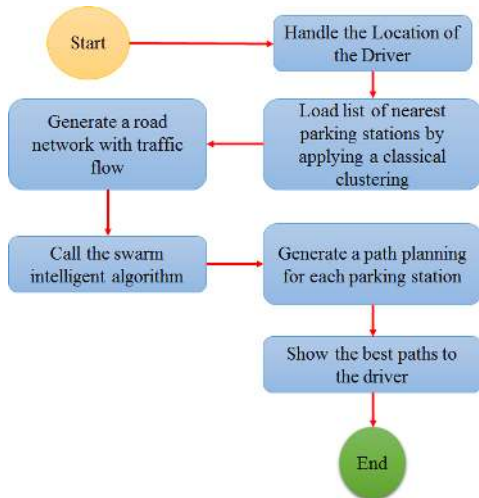 Start
Handle the Location of
the Driver
Load list of nearest
parking stations by
applying a classical
clustering
Generate a road
network with traffic
flow
Call the swarm
intelligent algorithm
Generate a path planning
for each parking station
Show the best paths to
the driver
End